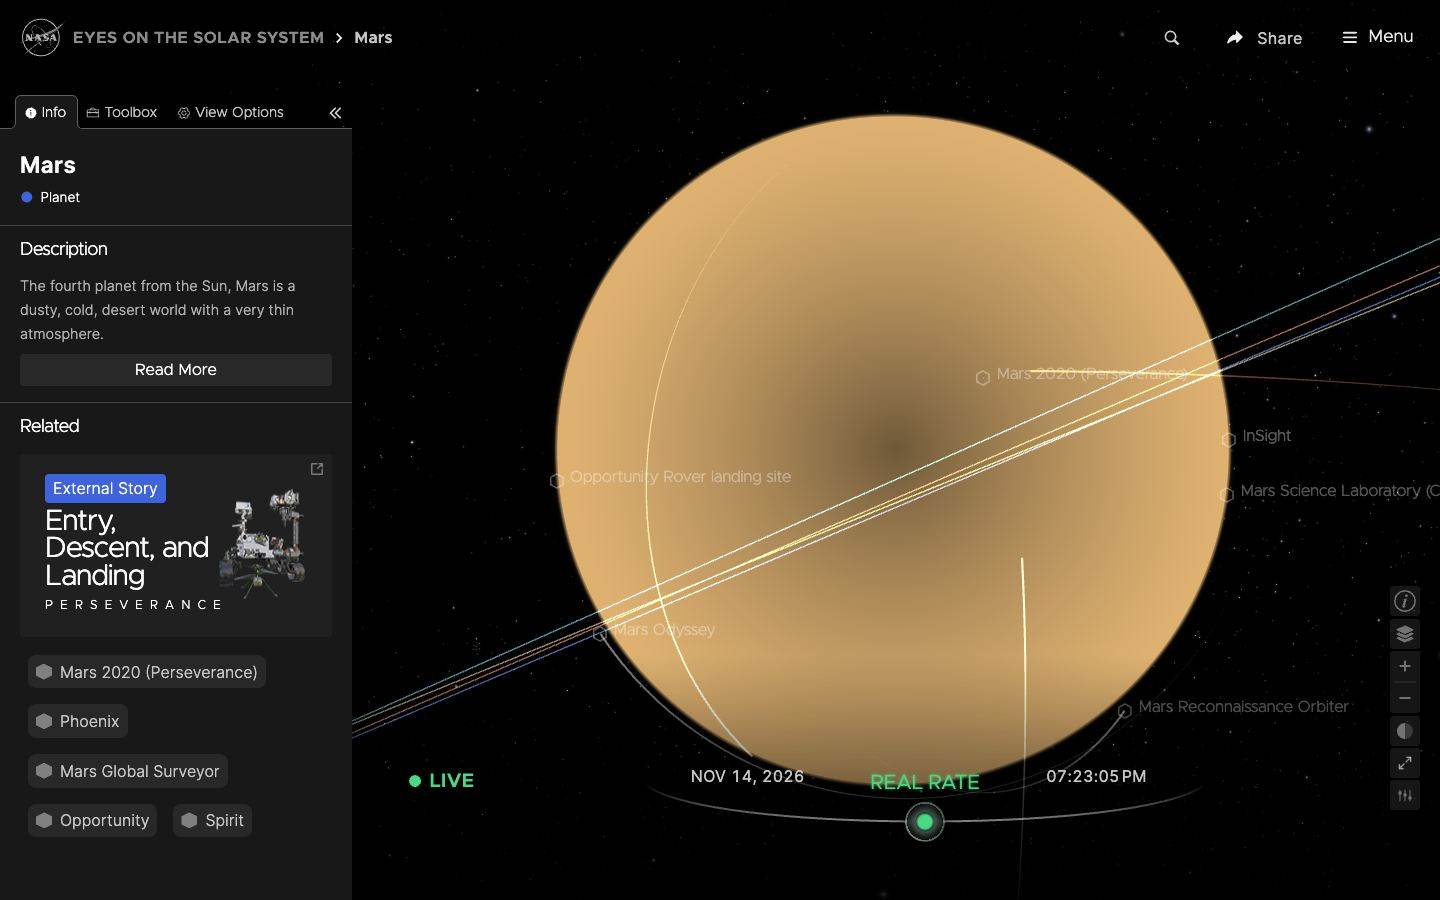 NASA
EYES ON THE SOLAR SYSTEM > Mars
Share
Menu
Info
Toolbox
View Options
Mars
Planet
Description
The fourth planet from the Sun, Mars is a
dusty, cold, desert world with a very thin
atmosphere.
Read More
Related
External Story
Entry,
Descent, and
Landing
PERSEVERANCE
Mars 2020 (Perseverance)
Phoenix
Mars Global Surveyor
Opportunity
Spirit
Mars 2020 (Perseverance)
InSight
Opportunity Rover landing site
Mars Science Laboratory (C
Mars Odyssey
Mars Reconnaissance Orbiter
LIVE
NOV 14, 2026
REAL RATE
07:23:05 PM